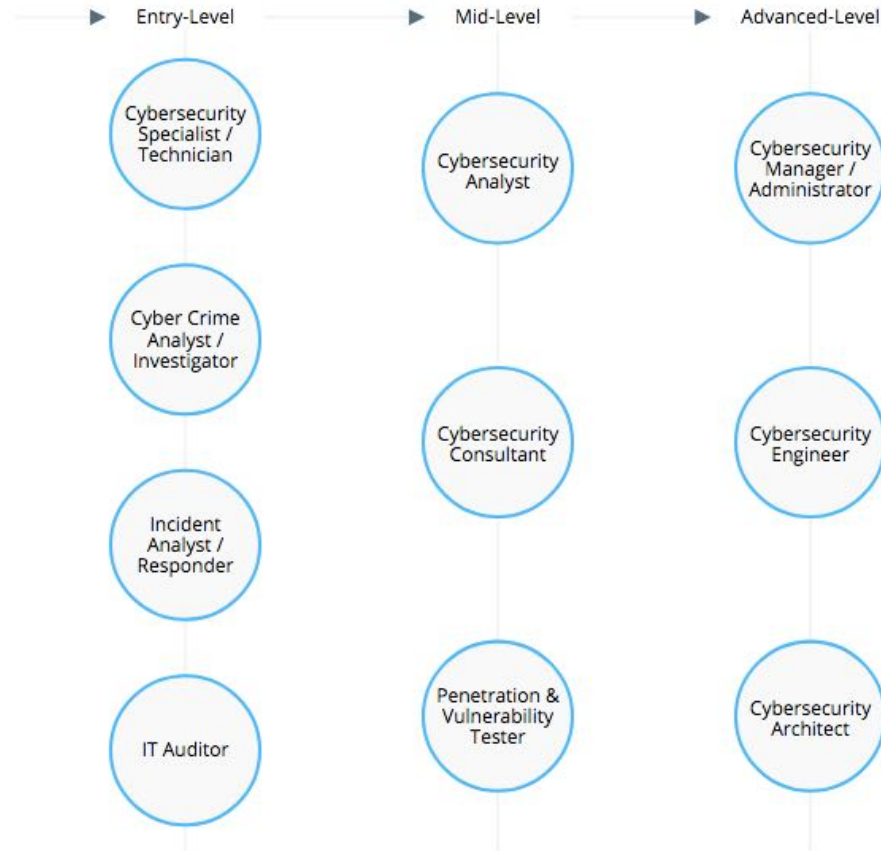 Entry-Level
Mid-Level
Advanced-Level
Cybersecurity
Specialist /
Technician
Cyber Crime
Analyst /
Investigator
Incident
Analyst /
Responder
IT Auditor
Cybersecurity
Analyst
Cybersecurity
Consultant
Penetration &
Vulnerability
Tester
Cybersecurity
Manager /
Administrator
Cybersecurity
Engineer
Cybersecurity
Architect